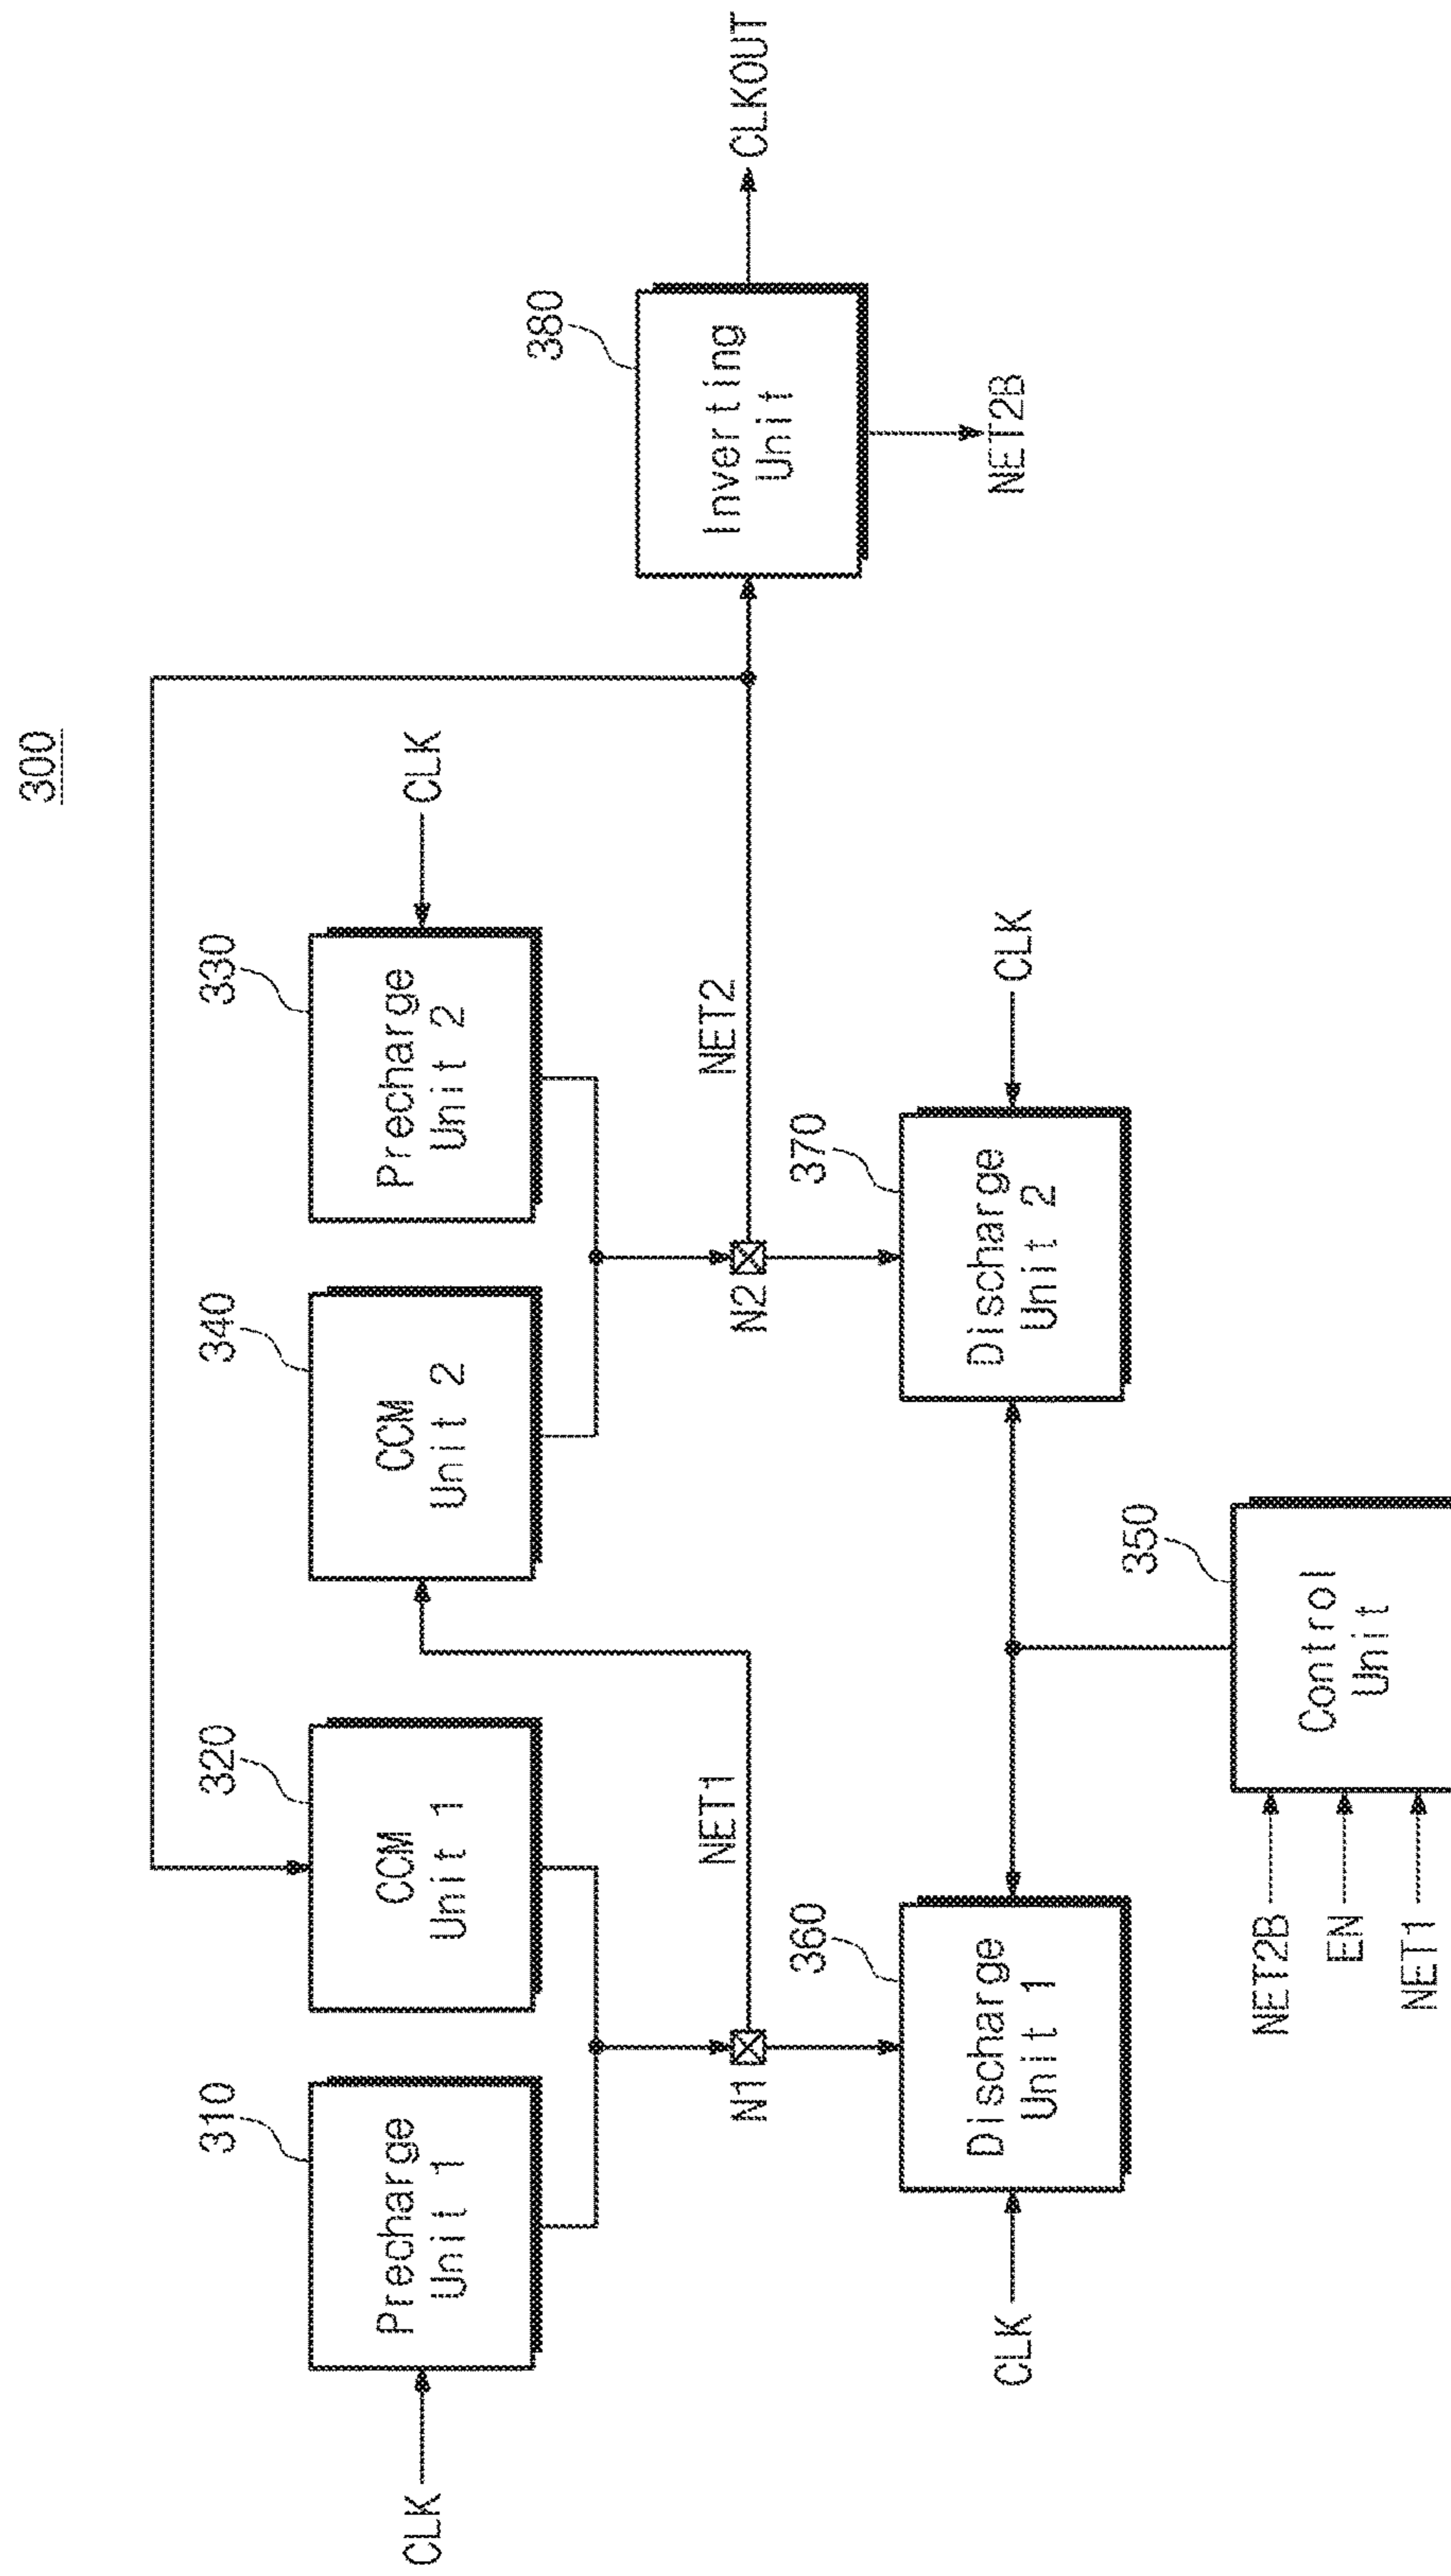 300
310
Precharge
Unit 1
CLK
320
CCM
Unit 1
340
CCM
Unit 2
330
Precharge
Unit 2
CLK
N1
NET1
N2
NET2
380
Inverting
Unit
CLKOUT
NET2B
360
Discharge
Unit 1
CLK
370
Discharge
Unit 2
CLK
350
Control
Unit
NET2B
EN
NET1